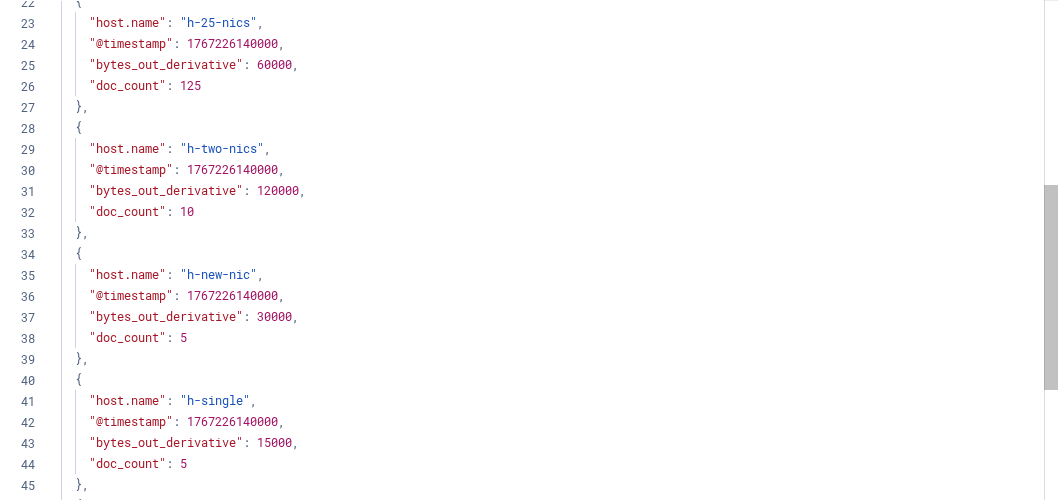 22 {
23 "host.name": "h-25-nics",
24 "@timestamp": 1767226140000,
25 "bytes_out_derivative": 60000,
26 "doc_count": 125
27 },
28 {
29 "host.name": "h-two-nics",
30 "@timestamp": 1767226140000,
31 "bytes_out_derivative": 120000,
32 "doc_count": 10
33 },
34 {
35 "host.name": "h-new-nic",
36 "@timestamp": 1767226140000,
37 "bytes_out_derivative": 30000,
38 "doc_count": 5
39 },
40 {
41 "host.name": "h-single",
42 "@timestamp": 1767226140000,
43 "bytes_out_derivative": 15000,
44 "doc_count": 5
45 },